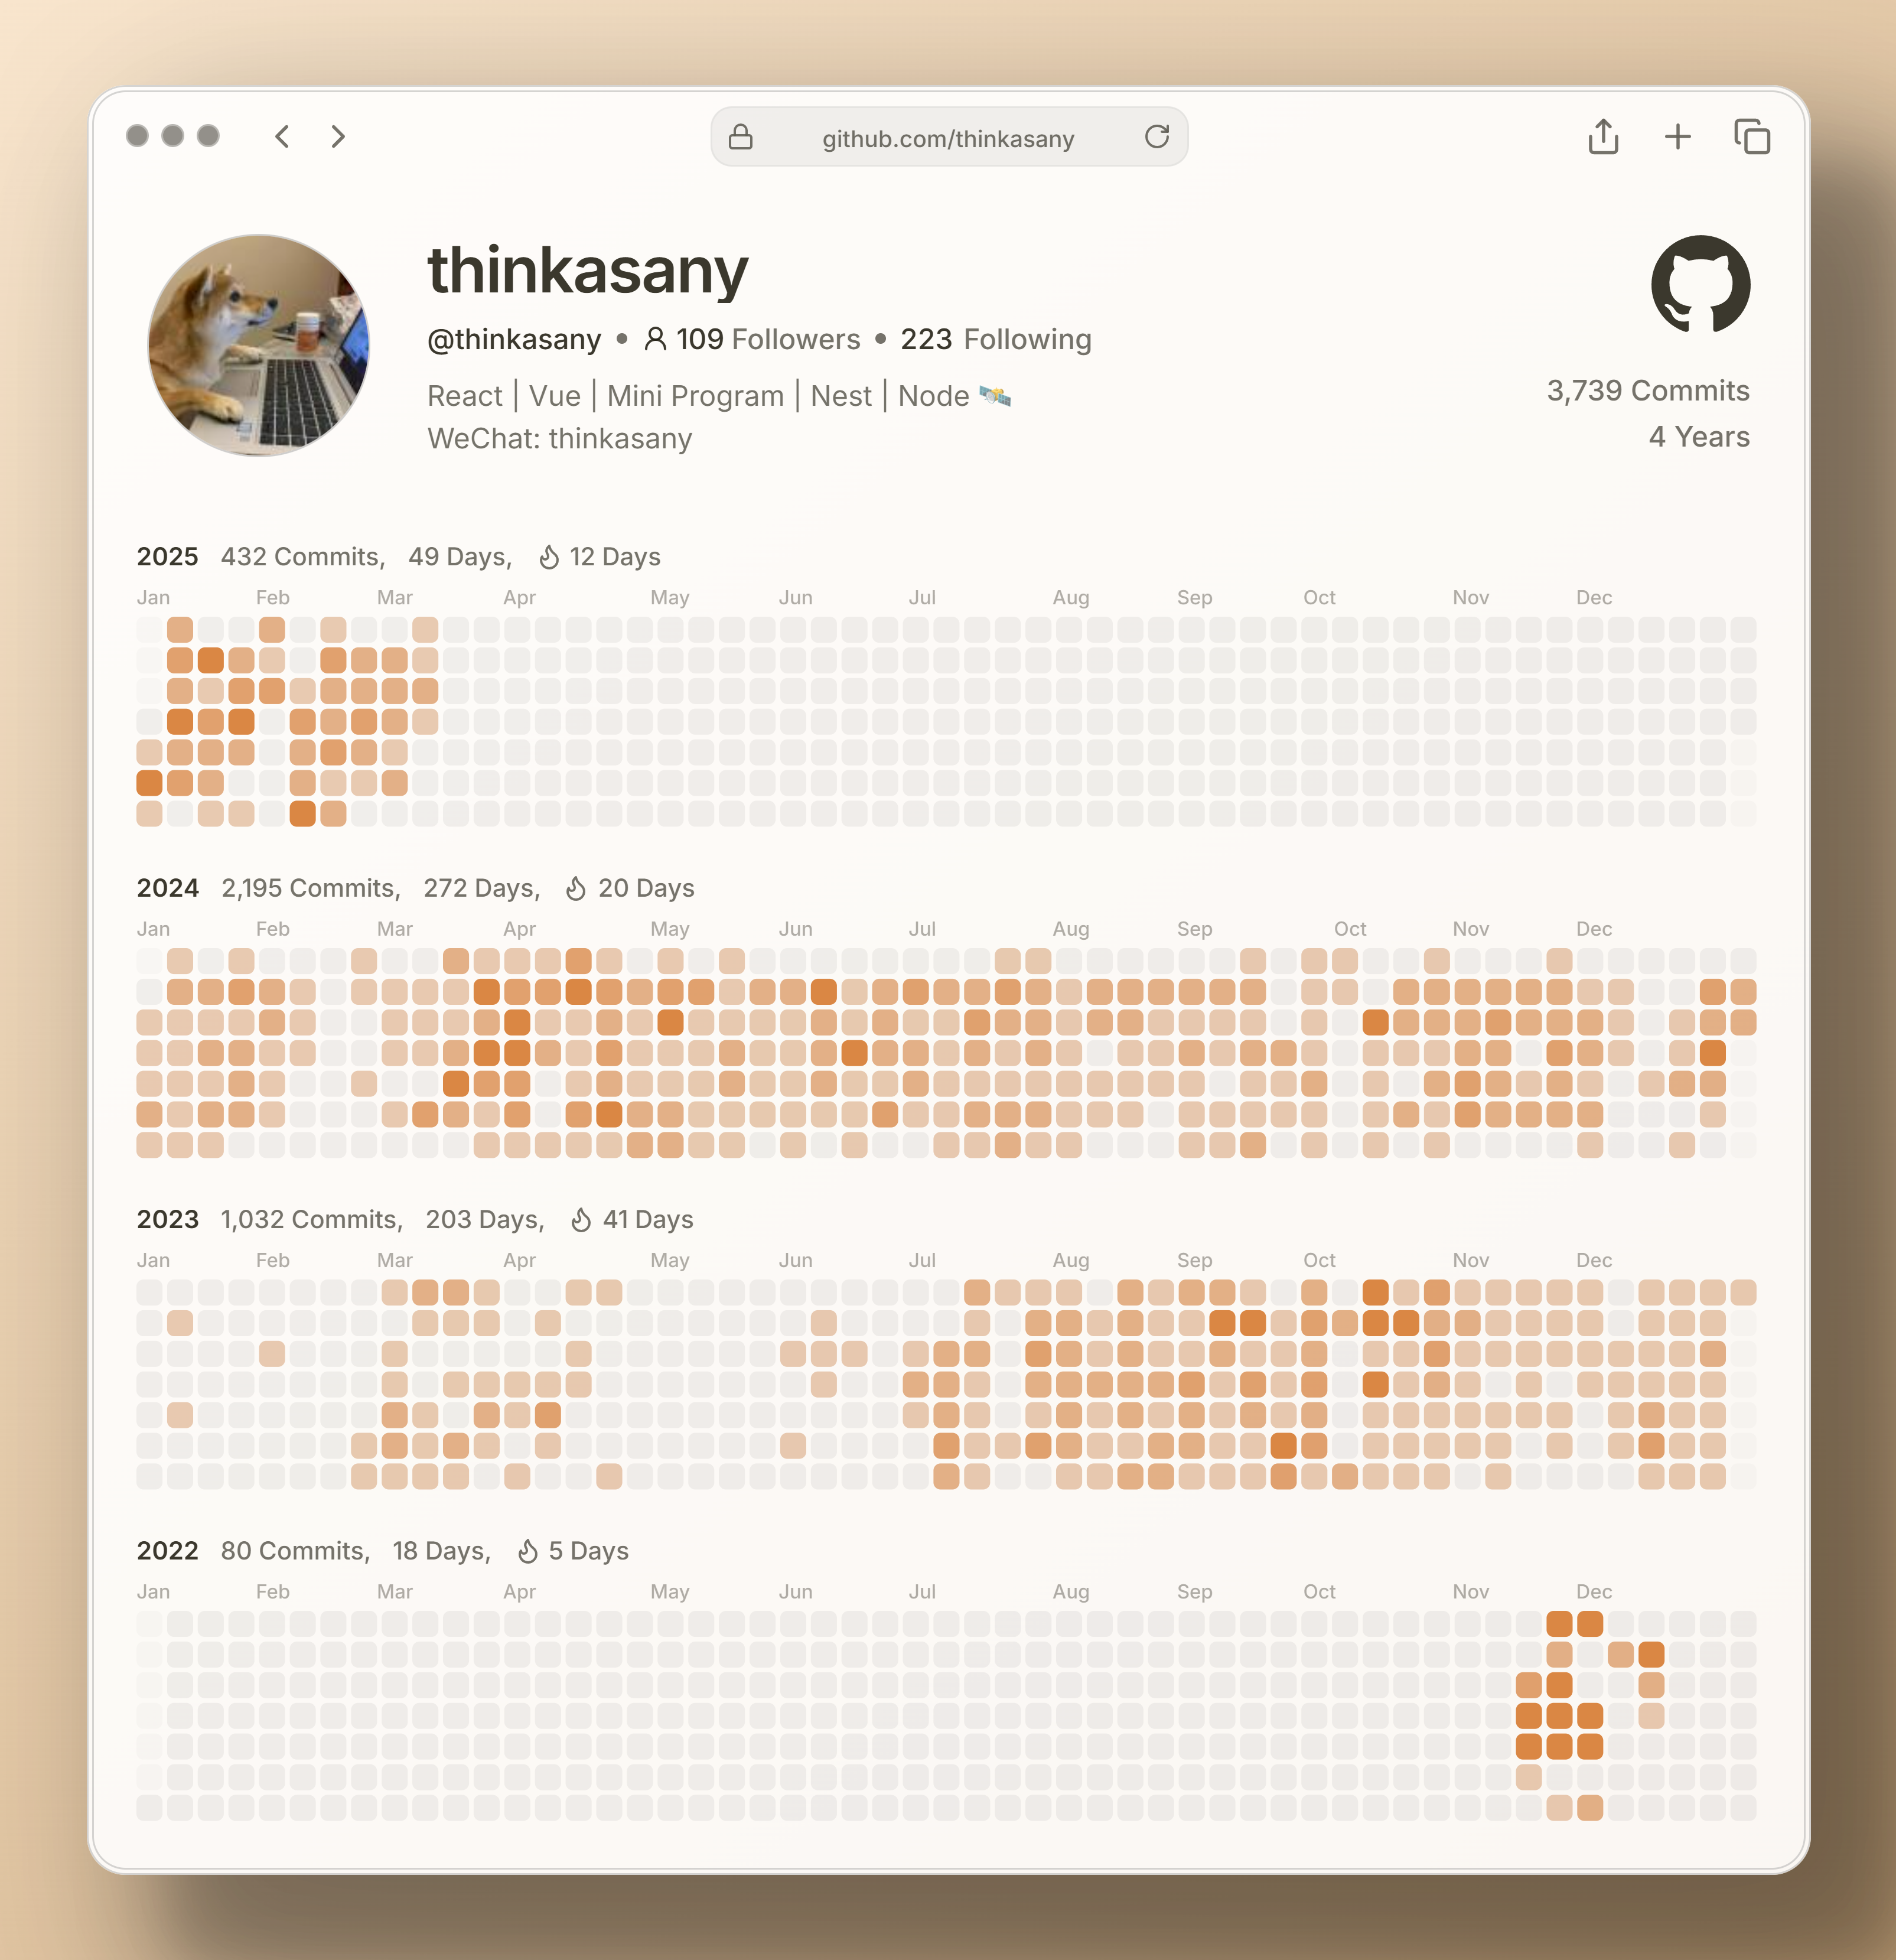 github.com/thinkasany
thinkasany
@thinkasany • 109 Followers • 223 Following
React | Vue | Mini Program | Nest | Node 🛰️
WeChat: thinkasany
3,739 Commits
4 Years
2025 432 Commits, 49 Days, 12 Days
Jan Feb Mar Apr May Jun Jul Aug Sep Oct Nov Dec
2024 2,195 Commits, 272 Days, 20 Days
Jan Feb Mar Apr May Jun Jul Aug Sep Oct Nov Dec
2023 1,032 Commits, 203 Days, 41 Days
Jan Feb Mar Apr May Jun Jul Aug Sep Oct Nov Dec
2022 80 Commits, 18 Days, 5 Days
Jan Feb Mar Apr May Jun Jul Aug Sep Oct Nov Dec